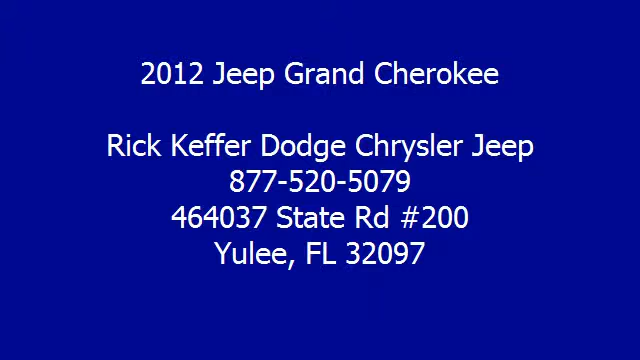 2012 Jeep Grand Cherokee
Rick Keffer Dodge Chrysler Jeep
877-520-5079
464037 State Rd #200
Yulee, FL 32097